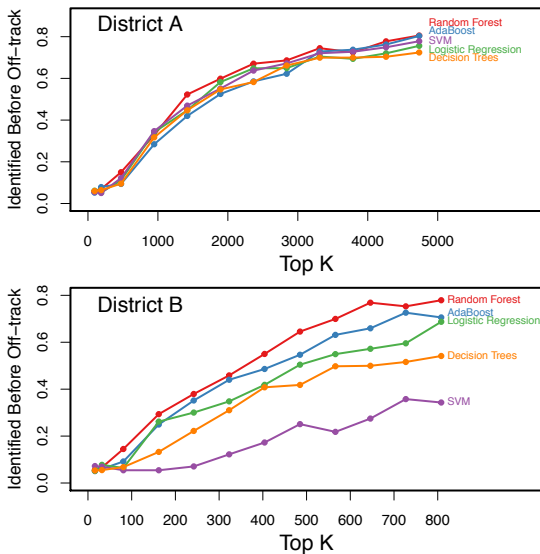 District A
Identified Before Off-track
0.8
0.6
0.4
0.2
0.0
Random Forest
AdaBoost
SVM
Logistic Regression
Decision Trees
0 1000 2000 3000 4000 5000
Top K
District B
Identified Before Off-track
0.8
0.6
0.4
0.2
0.0
Random Forest
AdaBoost
Logistic Regression
Decision Trees
SVM
0 100 200 300 400 500 600 700 800
Top K